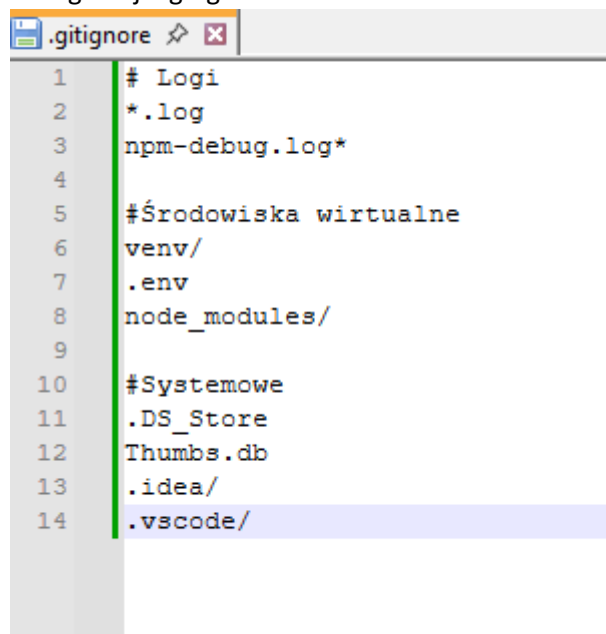 .gitignore
1 # Logi
2 *.log
3 npm-debug.log*
4
5 #Środowiska wirtualne
6 venv/
7 .env
8 node_modules/
9
10 #Systemowe
11 .DS_Store
12 Thumbs.db
13 .idea/
14 .vscode/